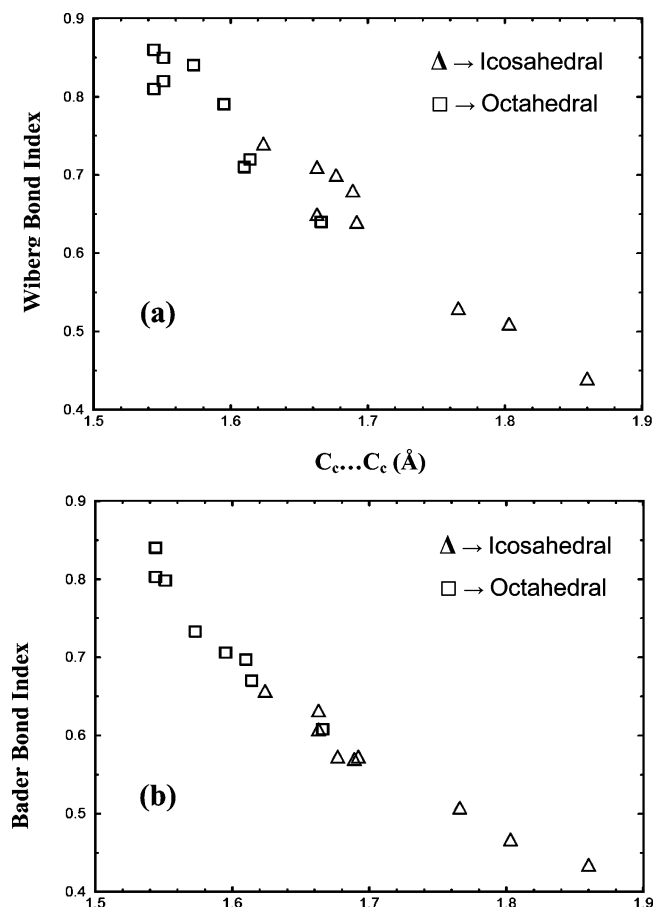 0.9
0.8
0.7
0.6
0.5
0.4
Wiberg Bond Index
Δ → Icosahedral
□ → Octahedral
(a)
1.5 1.6 1.7 1.8 1.9
C_c...C_c (Å)
0.9
0.8
0.7
0.6
0.5
0.4
Bader Bond Index
Δ → Icosahedral
□ → Octahedral
(b)
1.5 1.6 1.7 1.8 1.9